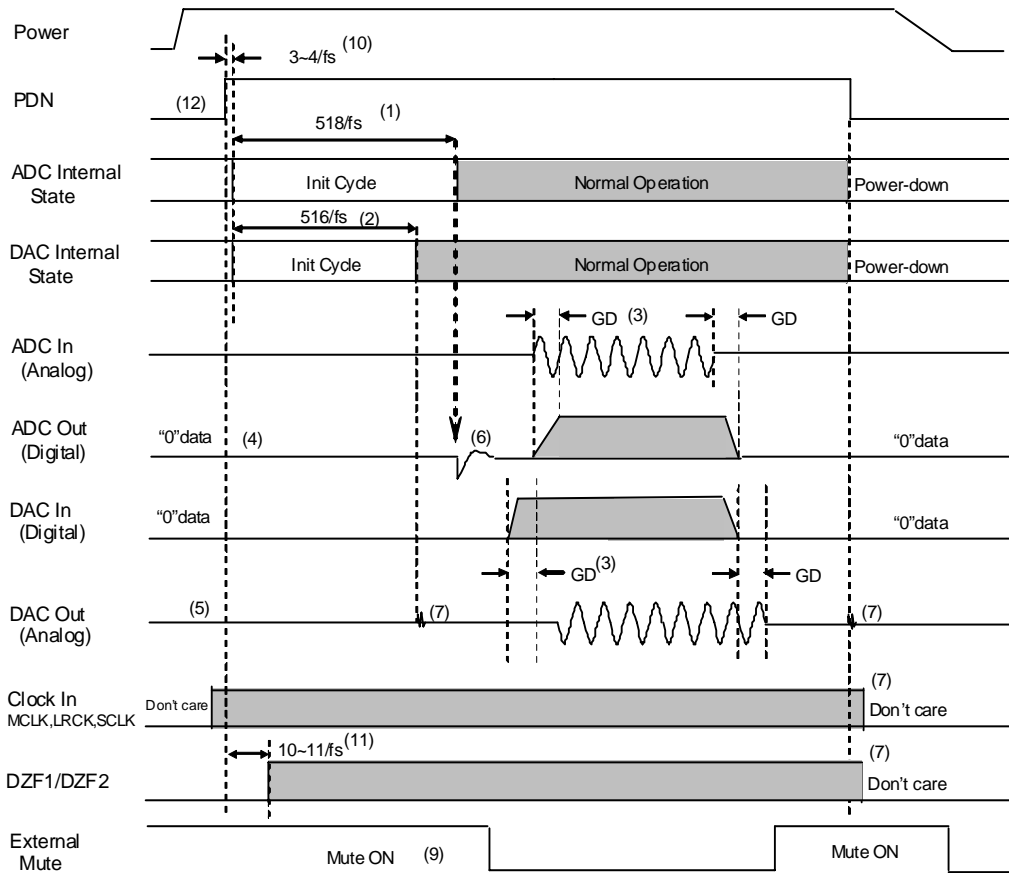 Power
3~4/fs (10)
PDN
(12)
518/fs (1)
ADC Internal
State
Init Cycle
Normal Operation
Power-down
516/fs (2)
DAC Internal
State
Init Cycle
Normal Operation
Power-down
GD (3)
GD
ADC In
(Analog)
ADC Out
(Digital)
“0”data
(4)
(6)
“0”data
DAC In
(Digital)
“0”data
“0”data
GD (3)
GD
DAC Out
(Analog)
(5)
(7)
(7)
Clock In
MCLK,LRCK,SCLK
Don't care
(7)
Don't care
10~11/fs (11)
DZF1/DZF2
(7)
Don't care
External
Mute
Mute ON (9)
Mute ON